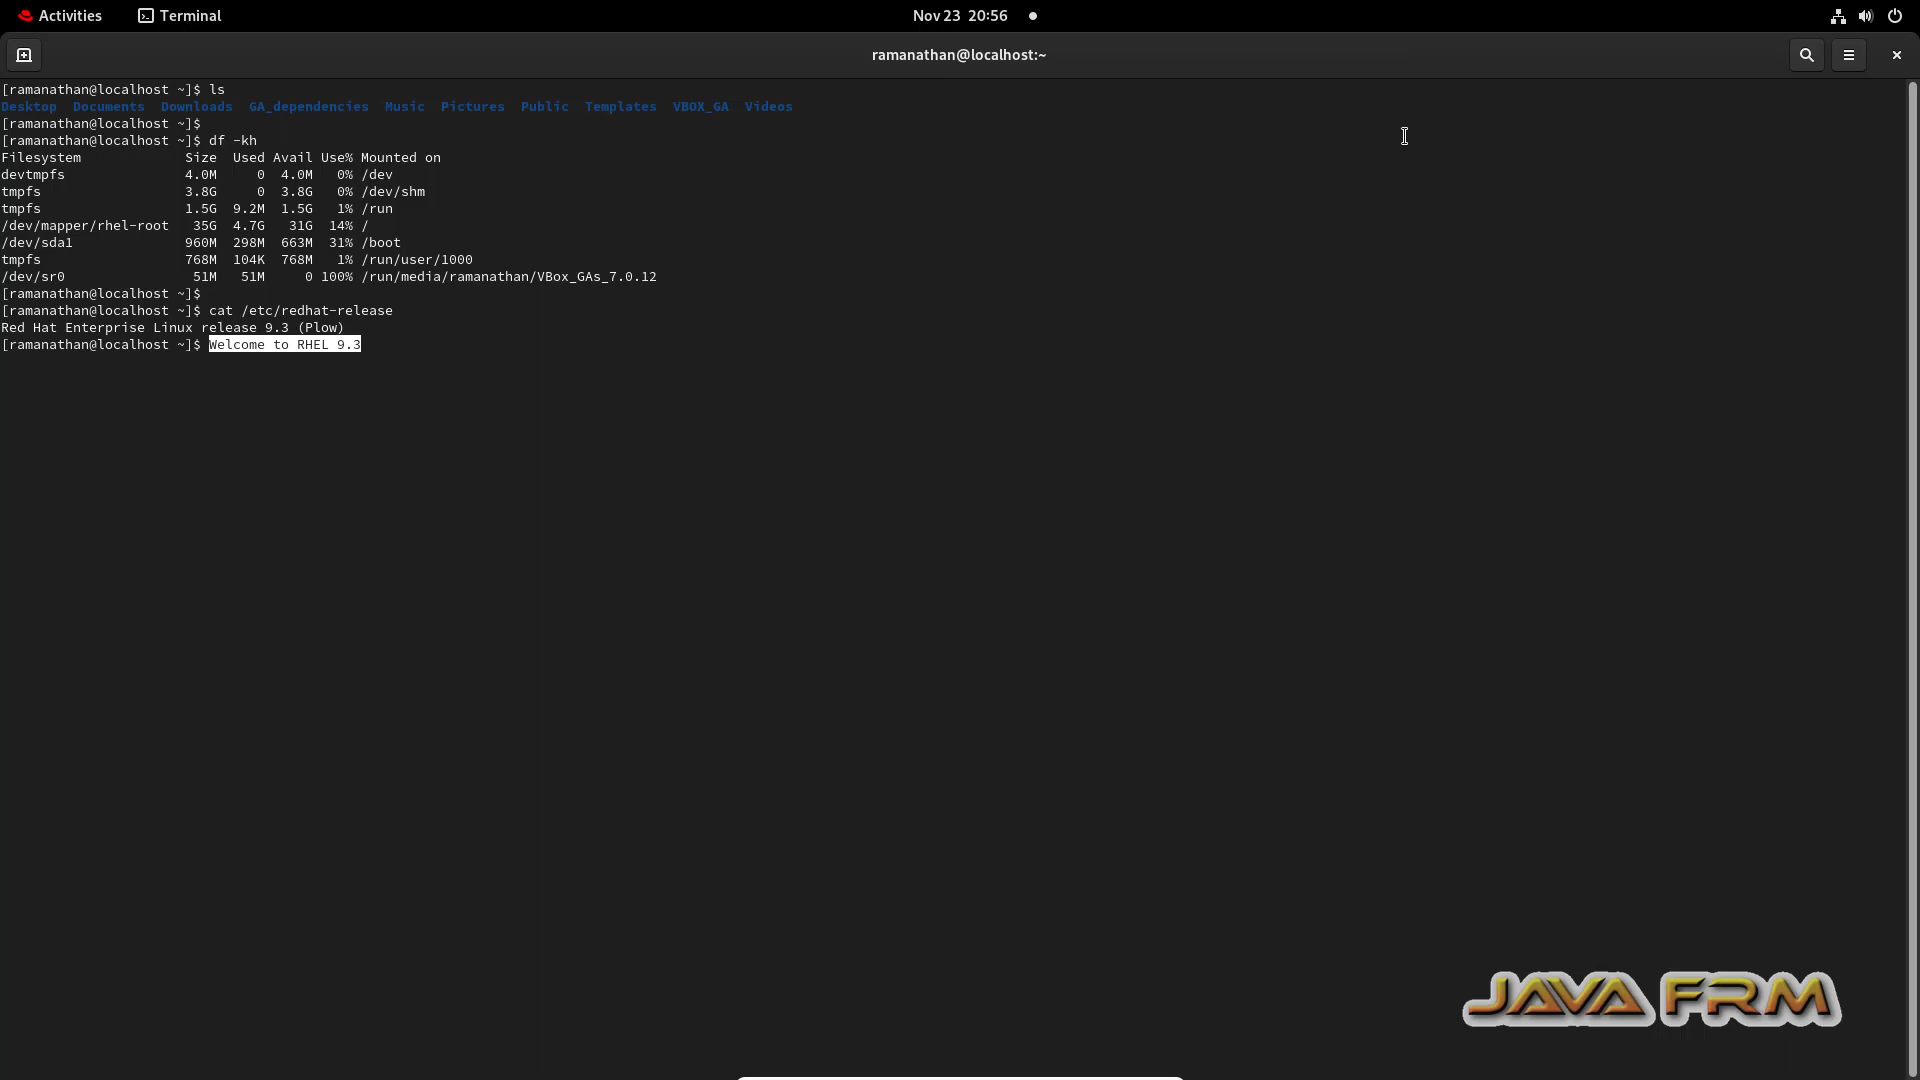 Activities Terminal Nov 23 20:56
ramanathan@localhost:~
[ramanathan@localhost ~]$ ls
Desktop  Documents  Downloads  GA_dependencies  Music  Pictures  Public  Templates  VBOX_GA  Videos
[ramanathan@localhost ~]$
[ramanathan@localhost ~]$ df -kh
Filesystem             Size  Used Avail Use% Mounted on
devtmpfs               4.0M     0  4.0M   0% /dev
tmpfs                  3.8G     0  3.8G   0% /dev/shm
tmpfs                  1.5G  9.2M  1.5G   1% /run
/dev/mapper/rhel-root   35G  4.7G   31G  14% /
/dev/sda1              960M  298M  663M  31% /boot
tmpfs                  768M  104K  768M   1% /run/user/1000
/dev/sr0                51M   51M     0 100% /run/media/ramanathan/VBox_GAs_7.0.12
[ramanathan@localhost ~]$
[ramanathan@localhost ~]$ cat /etc/redhat-release
Red Hat Enterprise Linux release 9.3 (Plow)
[ramanathan@localhost ~]$ Welcome to RHEL 9.3
JAVA FRM